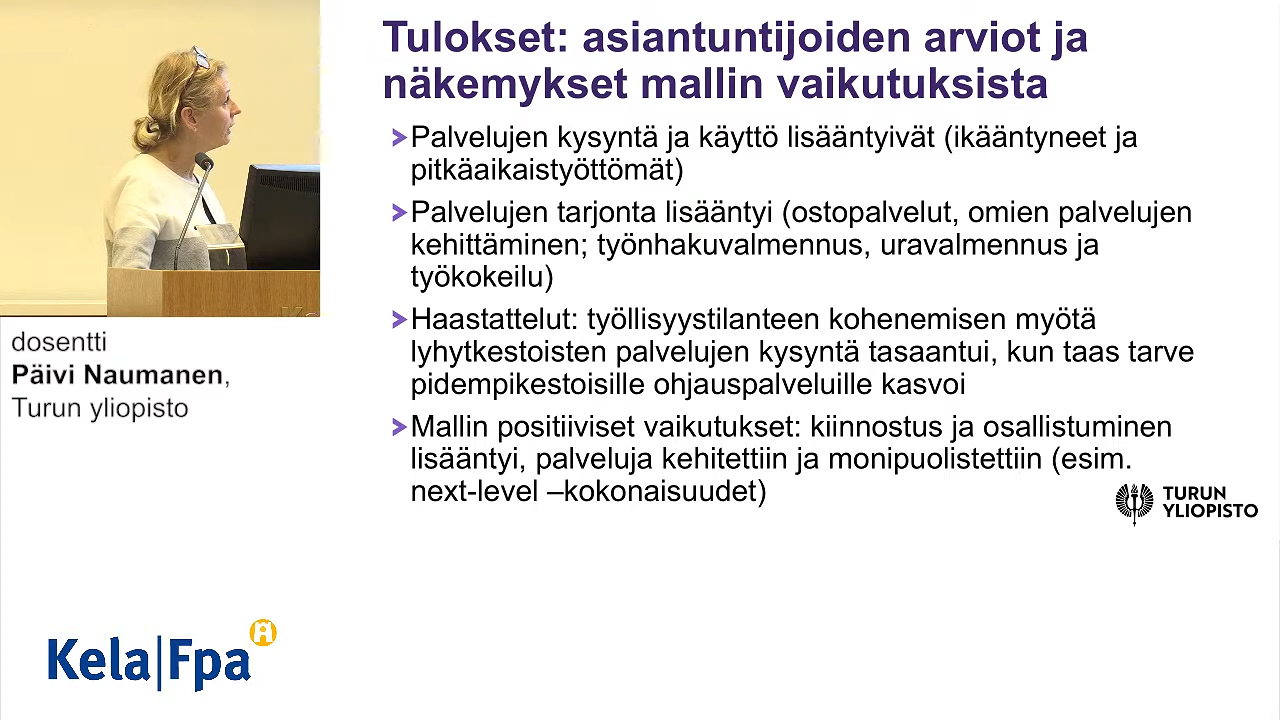 Tulokset: asiantuntijoiden arviot ja
näkemykset mallin vaikutuksista
>Palvelujen kysyntä ja käyttö lisääntyivät (ikääntyneet ja
pitkäaikaistyöttömät)
>Palvelujen tarjonta lisääntyi (ostopalvelut, omien palvelujen
kehittäminen; työnhakuvalmennus, uravalmennus ja
työkokeilu)
>Haastattelut: työllisyystilanteen kohenemisen myötä
lyhytkestoisten palvelujen kysyntä tasaantui, kun taas tarve
pidempikestoisille ohjauspalveluille kasvoi
>Mallin positiiviset vaikutukset: kiinnostus ja osallistuminen
lisääntyi, palveluja kehitettiin ja monipuolistettiin (esim.
next-level –kokonaisuudet)
TURUN
YLIOPISTO
dosentti
Päivi Naumanen,
Turun yliopisto
Kela|Fpa